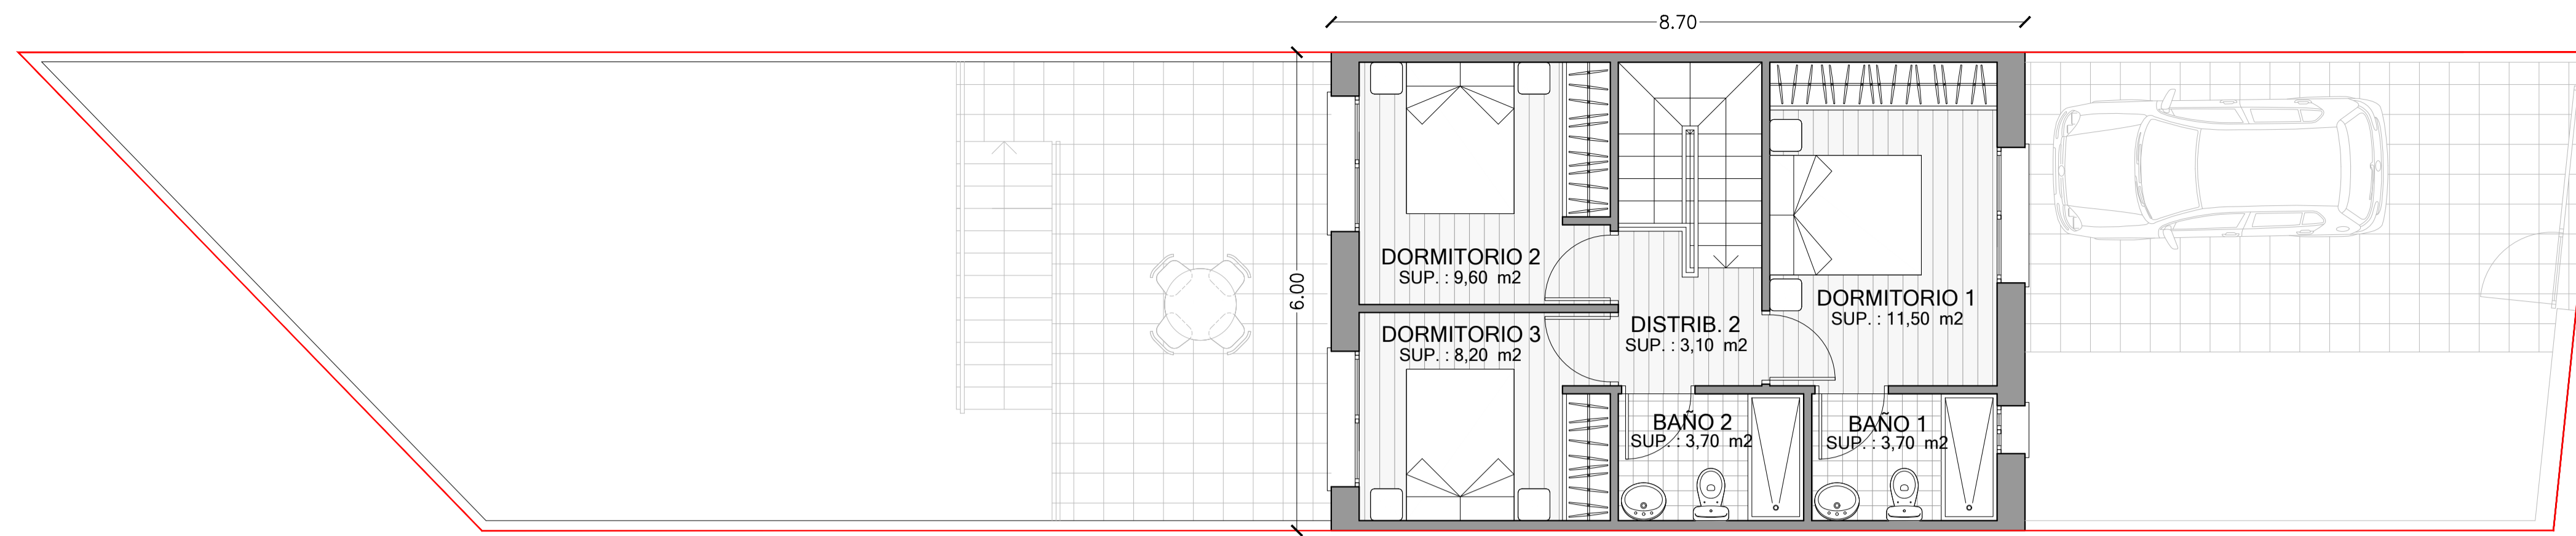 8.70
6.00
DORMITORIO 2
SUP. : 9,60 m2
DORMITORIO 1
SUP. : 11,50 m2
DISTRIB. 2
SUP. : 3,10 m2
DORMITORIO 3
SUP. : 8,20 m2
BAÑO 2
SUP. : 3,70 m2
BAÑO 1
SUP. : 3,70 m2